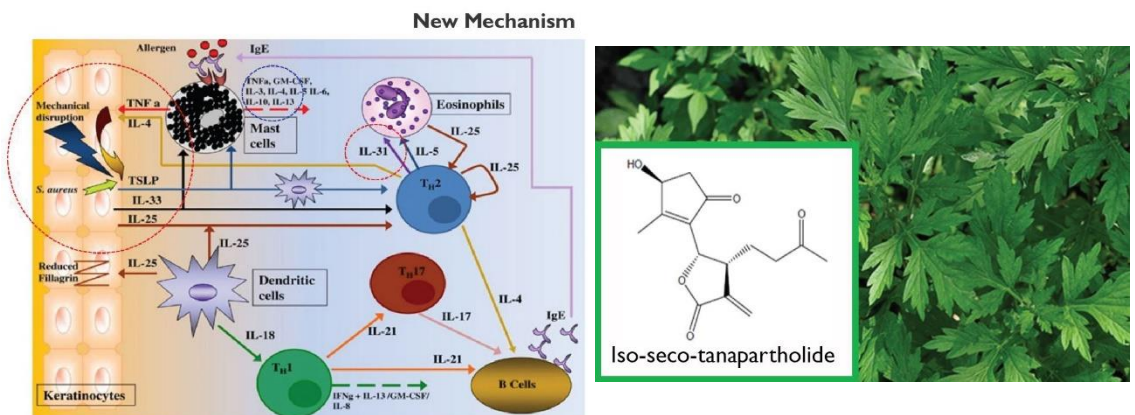 New Mechanism
Allergen
IgE
TNFa, GM-CSF,
IL-3, IL-4, IL-5 IL-6,
IL-10, IL-13
Eosinophils
Mechanical
disruption
TNF a
IL-4
Mast
cells
IL-25
IL-31
IL-5
IL-25
S. aureus
TSLP
TH2
IL-33
IL-25
IL-25
Reduced
Fillagrin
IL-25
Dendritic
cells
TH17
IL-4
IgE
IL-18
IL-21
IL-17
IL-21
TH1
B Cells
Keratinocytes
IFNg + IL-13 /GM-CSF/
IL-8
HO
O
O
O
O
Iso-seco-tanapartholide